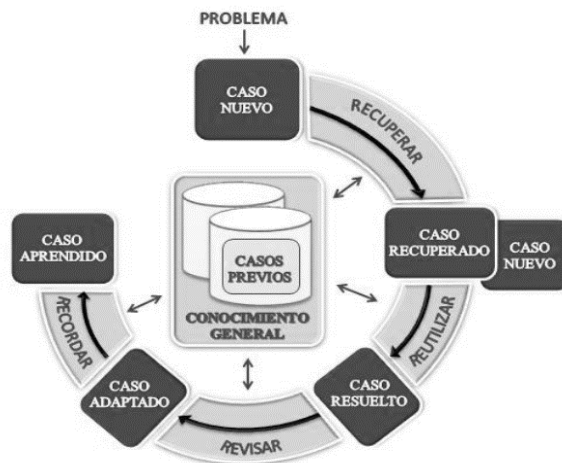 PROBLEMA
CASO
NUEVO
RECUPERAR
CASO
RECUPERADO
CASO
NUEVO
REUTILIZAR
CASO
RESUELTO
REVISAR
CASO
ADAPTADO
RECORDAR
CASO
APRENDIDO
CASOS
PREVIOS
CONOCIMIENTO
GENERAL